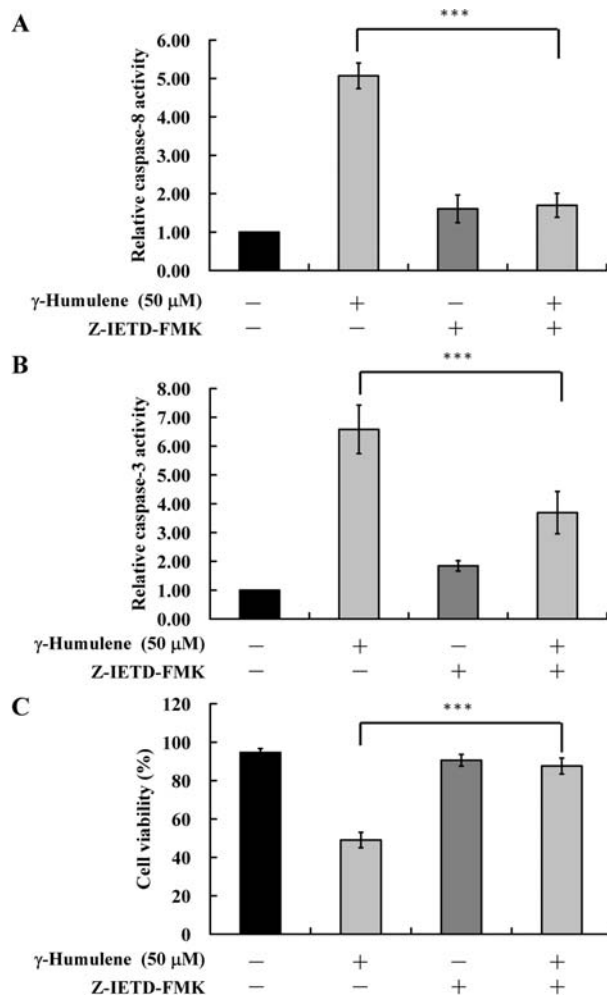 A
***
Relative caspase-8 activity
6.00
5.00
4.00
3.00
2.00
1.00
0.00
γ-Humulene (50 μM) — + — +
Z-IETD-FMK — — + +
B
***
Relative caspase-3 activity
8.00
7.00
6.00
5.00
4.00
3.00
2.00
1.00
0.00
γ-Humulene (50 μM) — + — +
Z-IETD-FMK — — + +
C
***
Cell viability (%)
120
100
80
60
40
20
0
γ-Humulene (50 μM) — + — +
Z-IETD-FMK — — + +